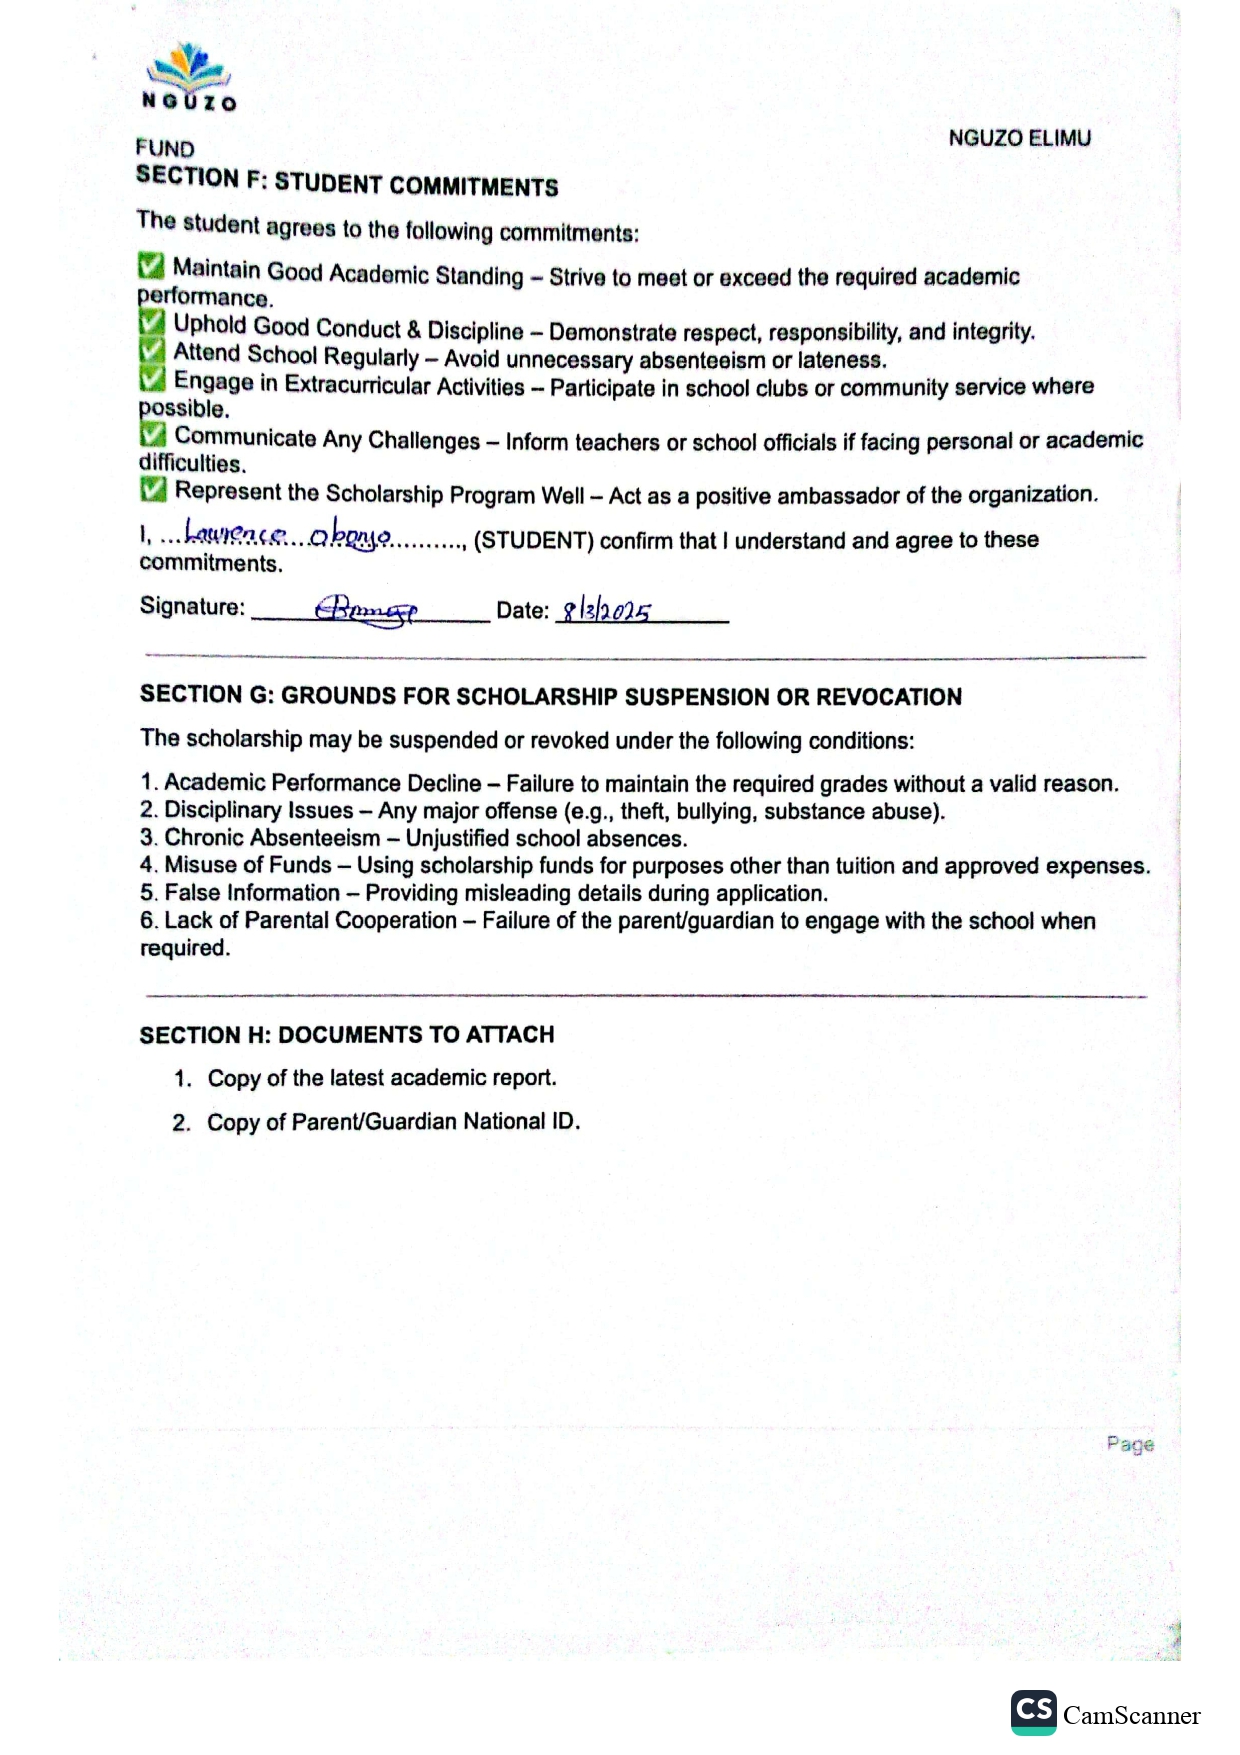 NGUZO
NGUZO ELIMU
FUND
SECTION F: STUDENT COMMITMENTS
The student agrees to the following commitments:
✅ Maintain Good Academic Standing – Strive to meet or exceed the required academic
performance.
✅ Uphold Good Conduct & Discipline – Demonstrate respect, responsibility, and integrity.
✅ Attend School Regularly – Avoid unnecessary absenteeism or lateness.
✅ Engage in Extracurricular Activities – Participate in school clubs or community service where
possible.
✅ Communicate Any Challenges – Inform teachers or school officials if facing personal or academic
difficulties.
✅ Represent the Scholarship Program Well – Act as a positive ambassador of the organization.
I, ...Lawrence...Obonyo..........., (STUDENT) confirm that I understand and agree to these
commitments.
Signature: ____________ Date: 8/3/2025
SECTION G: GROUNDS FOR SCHOLARSHIP SUSPENSION OR REVOCATION
The scholarship may be suspended or revoked under the following conditions:
1. Academic Performance Decline – Failure to maintain the required grades without a valid reason.
2. Disciplinary Issues – Any major offense (e.g., theft, bullying, substance abuse).
3. Chronic Absenteeism – Unjustified school absences.
4. Misuse of Funds – Using scholarship funds for purposes other than tuition and approved expenses.
5. False Information – Providing misleading details during application.
6. Lack of Parental Cooperation – Failure of the parent/guardian to engage with the school when
required.
SECTION H: DOCUMENTS TO ATTACH
1. Copy of the latest academic report.
2. Copy of Parent/Guardian National ID.
Page
CS CamScanner